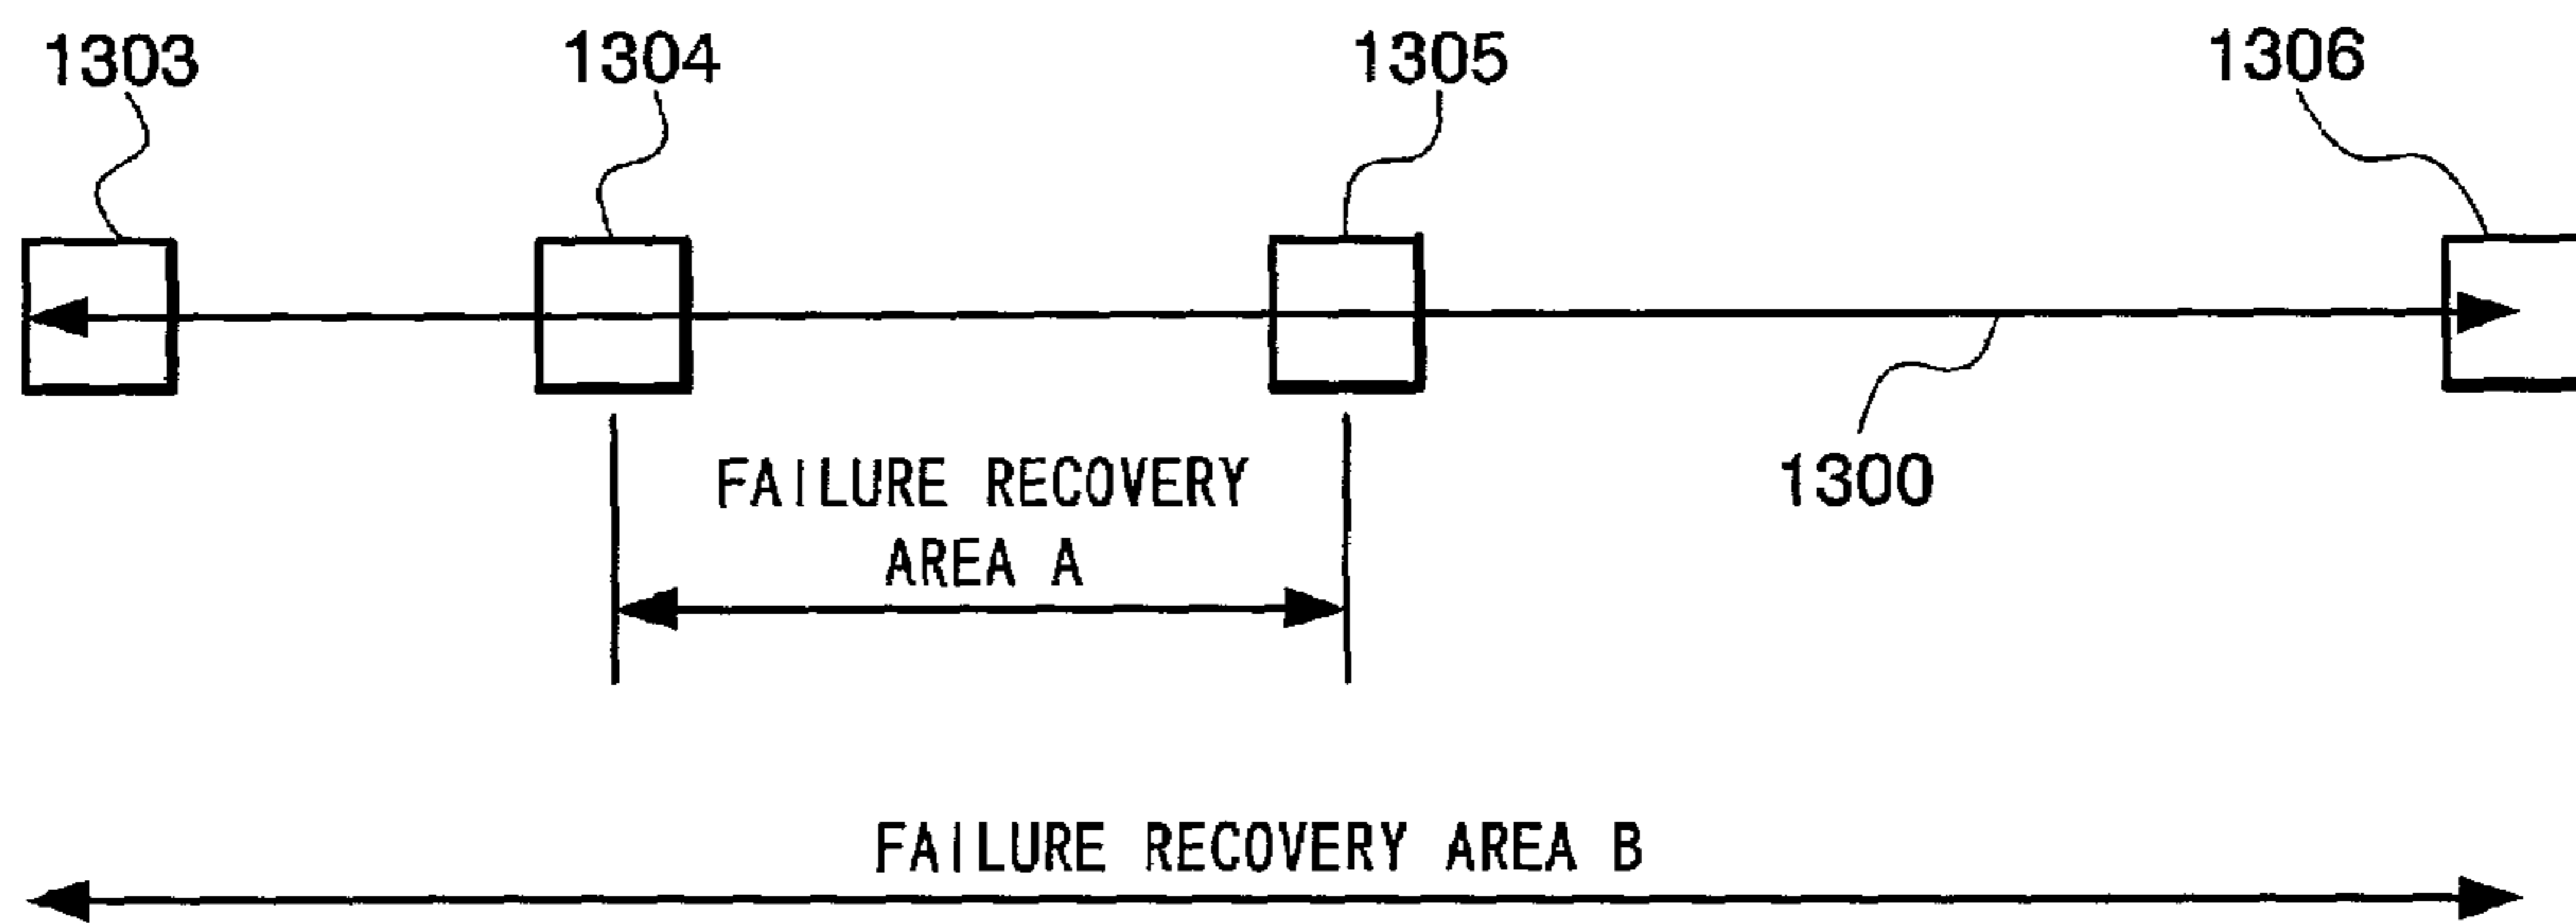 1303
1304
1305
1306
1300
FAILURE RECOVERY
AREA A
FAILURE RECOVERY AREA B